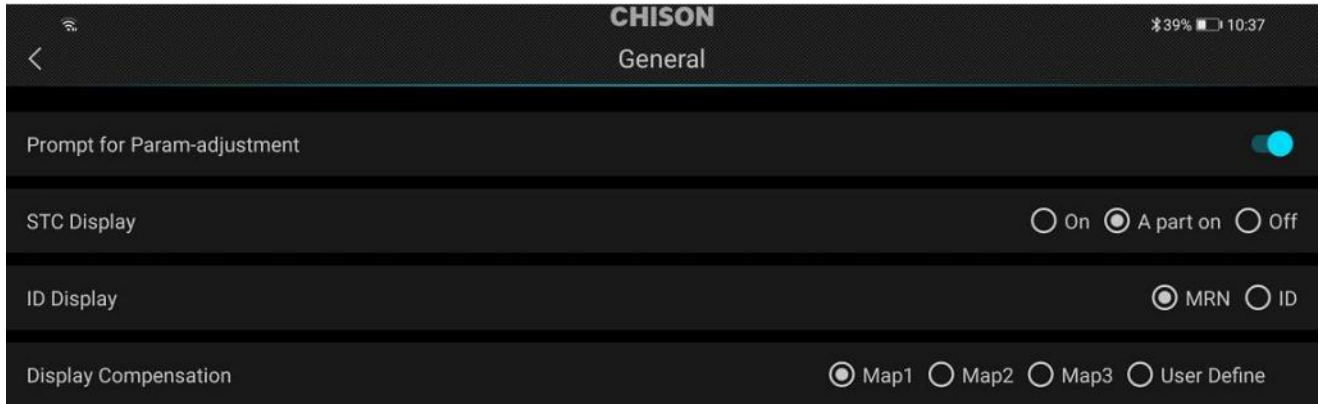 CHISON
39% 10:37
General
Prompt for Param-adjustment
STC Display On A part on Off
ID Display MRN ID
Display Compensation Map1 Map2 Map3 User Define